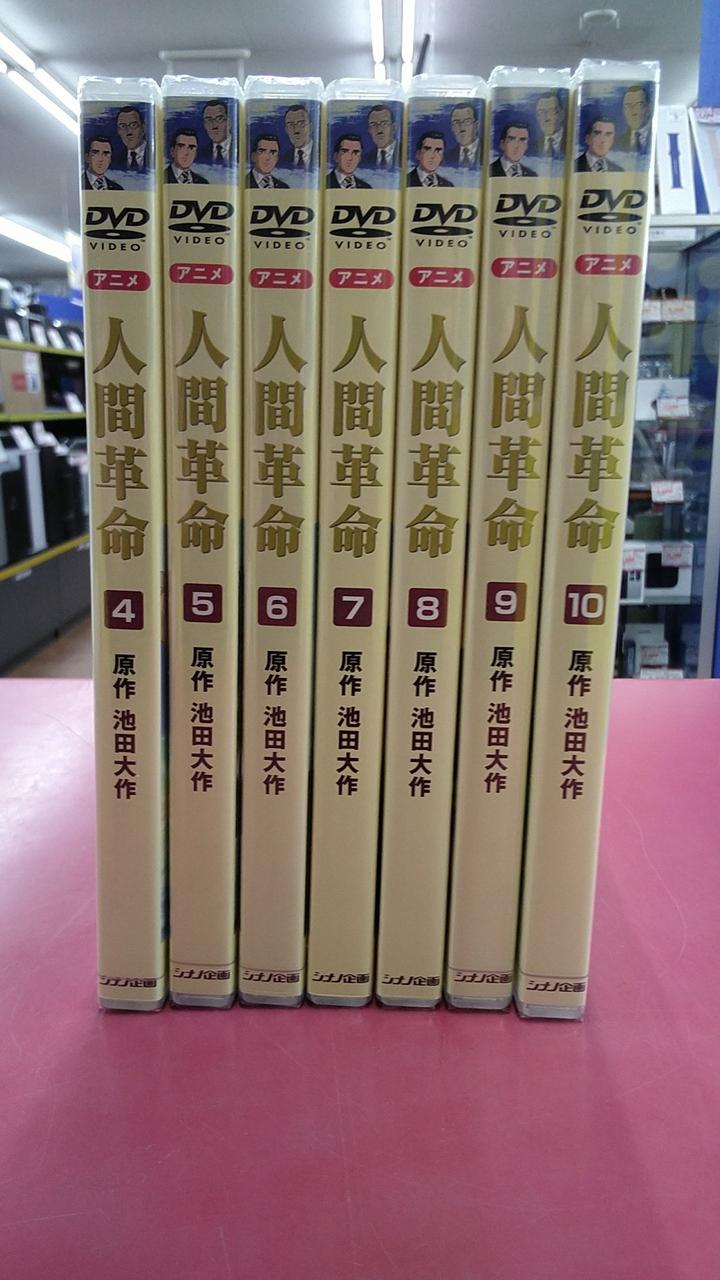 DVD
VIDEO
アニメ
人間革命
4
原作 池田大作
シナノ企画
DVD
VIDEO
アニメ
人間革命
5
原作 池田大作
シナノ企画
DVD
VIDEO
アニメ
人間革命
6
原作 池田大作
シナノ企画
DVD
VIDEO
アニメ
人間革命
7
原作 池田大作
シナノ企画
DVD
VIDEO
アニメ
人間革命
8
原作 池田大作
シナノ企画
DVD
VIDEO
アニメ
人間革命
9
原作 池田大作
シナノ企画
DVD
VIDEO
アニメ
人間革命
10
原作 池田大作
シナノ企画